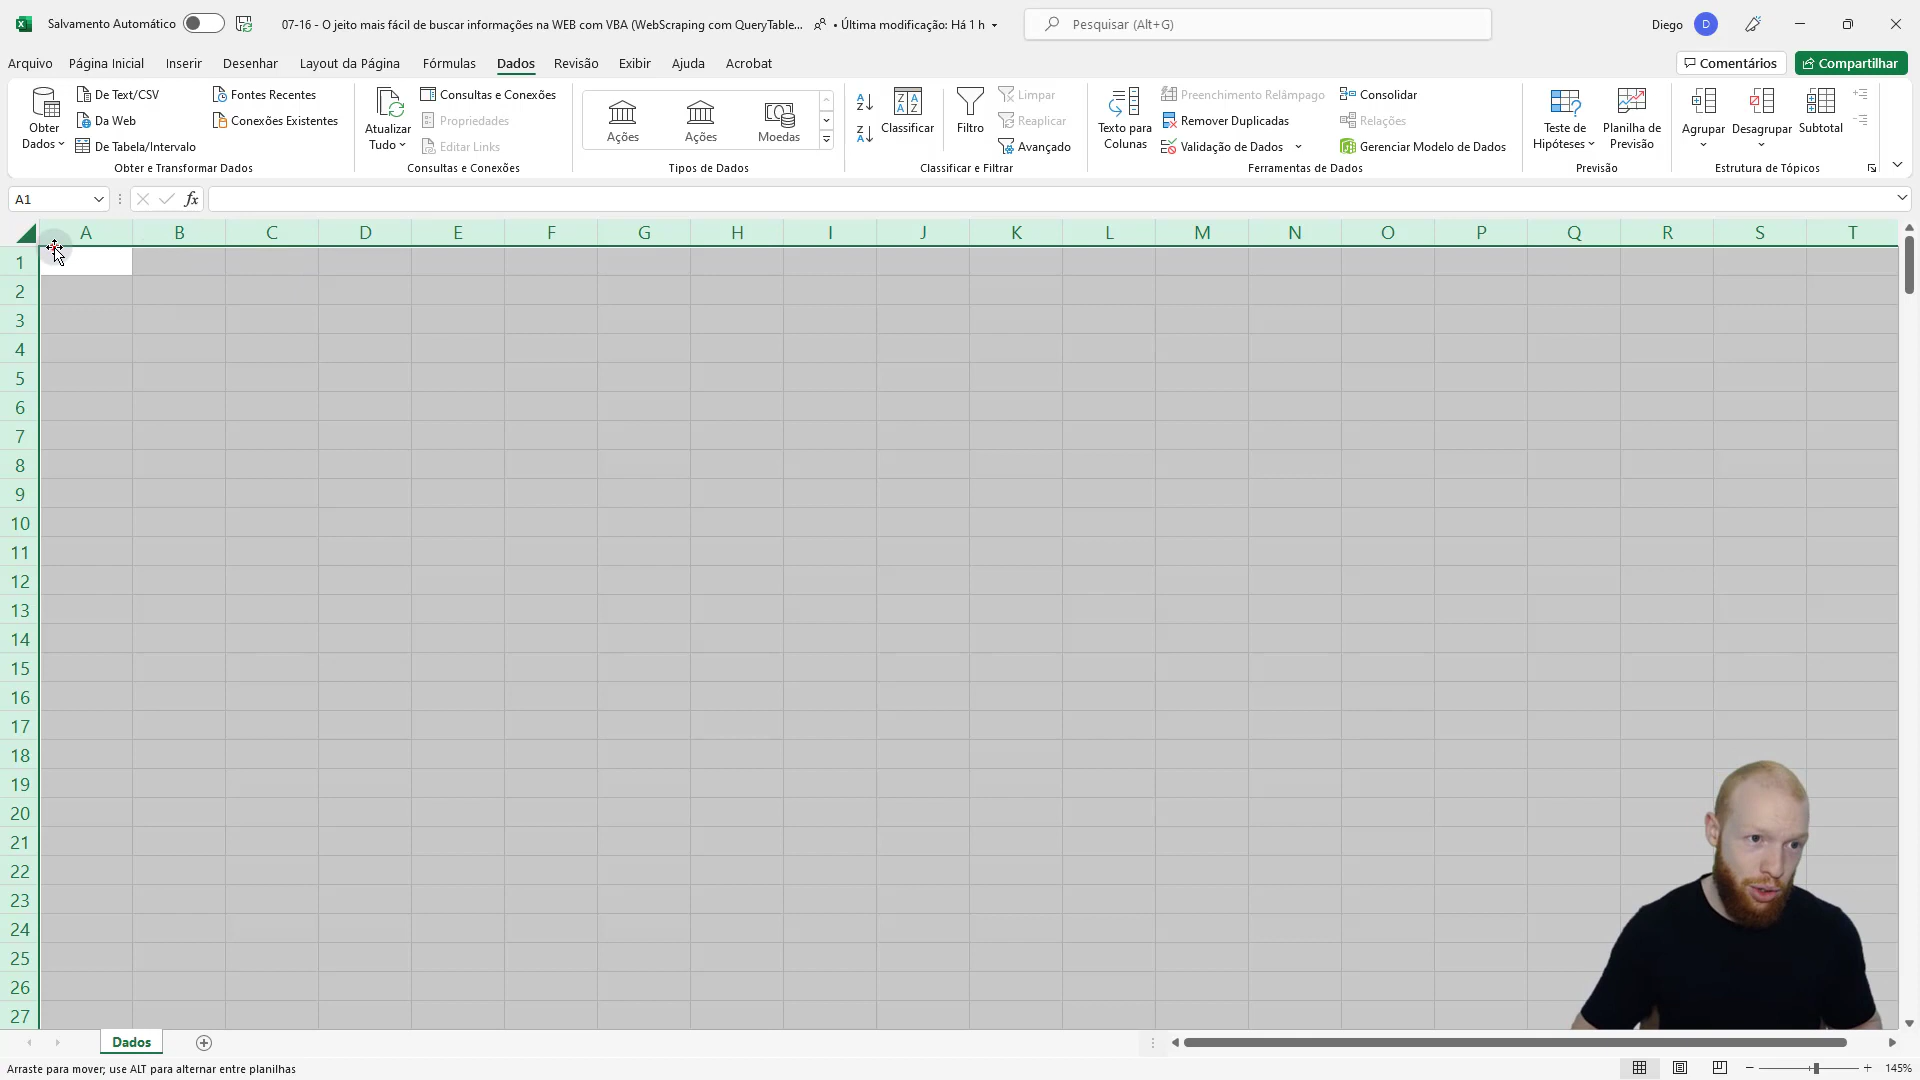 Salvamento Automático
07-16 - O jeito mais fácil de buscar informações na WEB com VBA (WebScraping com QueryTable...
• Última modificação: Há 1 h
Pesquisar (Alt+G)
Diego
D
Arquivo
Página Inicial
Inserir
Desenhar
Layout da Página
Fórmulas
Dados
Revisão
Exibir
Ajuda
Acrobat
Comentários
Compartilhar
Obter Dados
De Text/CSV
Da Web
De Tabela/Intervalo
Fontes Recentes
Conexões Existentes
Obter e Transformar Dados
Atualizar Tudo
Consultas e Conexões
Propriedades
Editar Links
Consultas e Conexões
Ações
Ações
Moedas
Tipos de Dados
Classificar
Filtro
Limpar
Reaplicar
Avançado
Classificar e Filtrar
Texto para Colunas
Preenchimento Relâmpago
Remover Duplicadas
Validação de Dados
Consolidar
Relações
Gerenciar Modelo de Dados
Ferramentas de Dados
Teste de Hipóteses
Planilha de Previsão
Previsão
Agrupar
Desagrupar
Subtotal
Estrutura de Tópicos
A1
fx
A B C D E F G H I J K L M N O P Q R S T
1
2
3
4
5
6
7
8
9
10
11
12
13
14
15
16
17
18
19
20
21
22
23
24
25
26
27
Dados
Arraste para mover; use ALT para alternar entre planilhas
145%